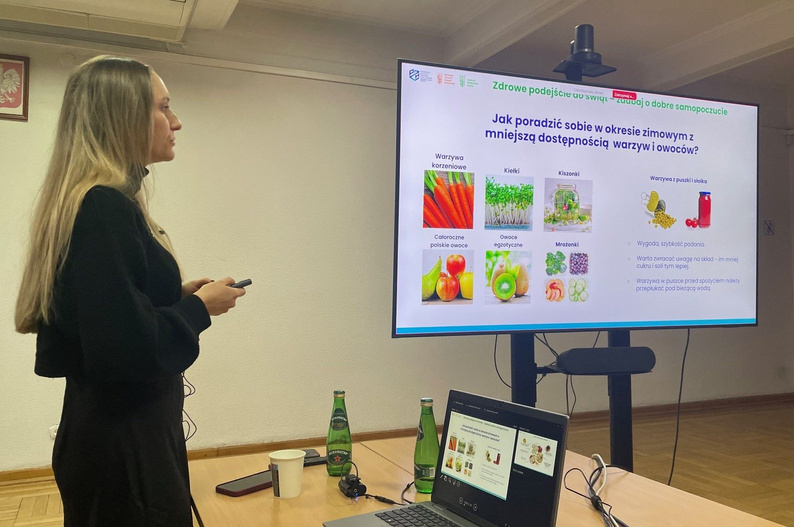 Zdrowe podejście do świąt – zadbaj o dobre samopoczucie
Jak poradzić sobie w okresie zimowym z
mniejszą dostępnością warzyw i owoców?
Warzywa
korzeniowe
Kiełki
Kiszonki
Całoroczne
polskie owoce
Owoce
egzotyczne
Mrożonki
Warzywa z puszki i słoika
Wygoda, szybkość podania.
Warto zwracać uwagę na skład – im mniej
cukru i soli tym lepiej.
Warzywa w puszce przed spożyciem należy
przepłukać pod bieżącą wodą.